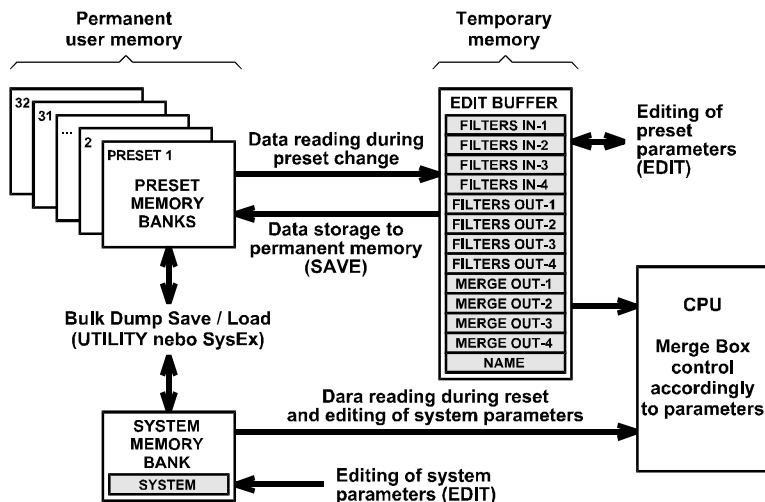 Permanent
user memory
Temporary
memory
32
31
...
2
PRESET 1
PRESET
MEMORY
BANKS
Data reading during
preset change
Data storage to
permanent memory
(SAVE)
EDIT BUFFER
FILTERS IN-1
FILTERS IN-2
FILTERS IN-3
FILTERS IN-4
FILTERS OUT-1
FILTERS OUT-2
FILTERS OUT-3
FILTERS OUT-4
MERGE OUT-1
MERGE OUT-2
MERGE OUT-3
MERGE OUT-4
NAME
Editing of
preset
parameters
(EDIT)
Bulk Dump Save / Load
(UTILITY nebo SysEx)
CPU
Merge Box
control
accordingly
to parameters
Dara reading during reset
and editing of system parameters
SYSTEM
MEMORY
BANK
SYSTEM
Editing of system
parameters (EDIT)